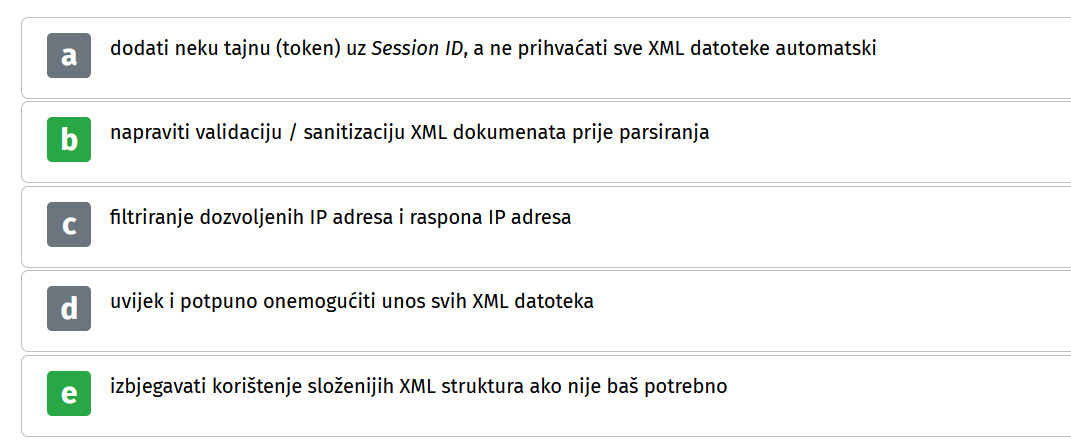 a dodati neku tajnu (token) uz Session ID, a ne prihvaćati sve XML datoteke automatski
b napraviti validaciju / sanitizaciju XML dokumenata prije parsiranja
c filtriranje dozvoljenih IP adresa i raspona IP adresa
d uvijek i potpuno onemogućiti unos svih XML datoteka
e izbjegavati korištenje složenijih XML struktura ako nije baš potrebno